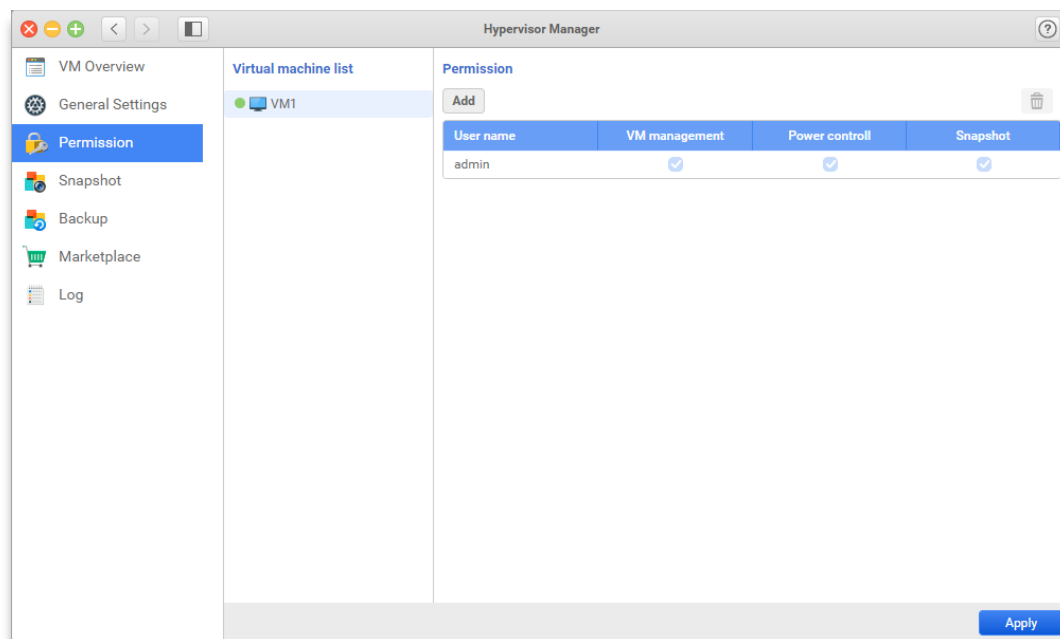 Hypervisor Manager
?
VM Overview
General Settings
Permission
Snapshot
Backup
Marketplace
Log
Virtual machine list
VM1
Permission
Add
User name VM management Power controll Snapshot
admin
Apply